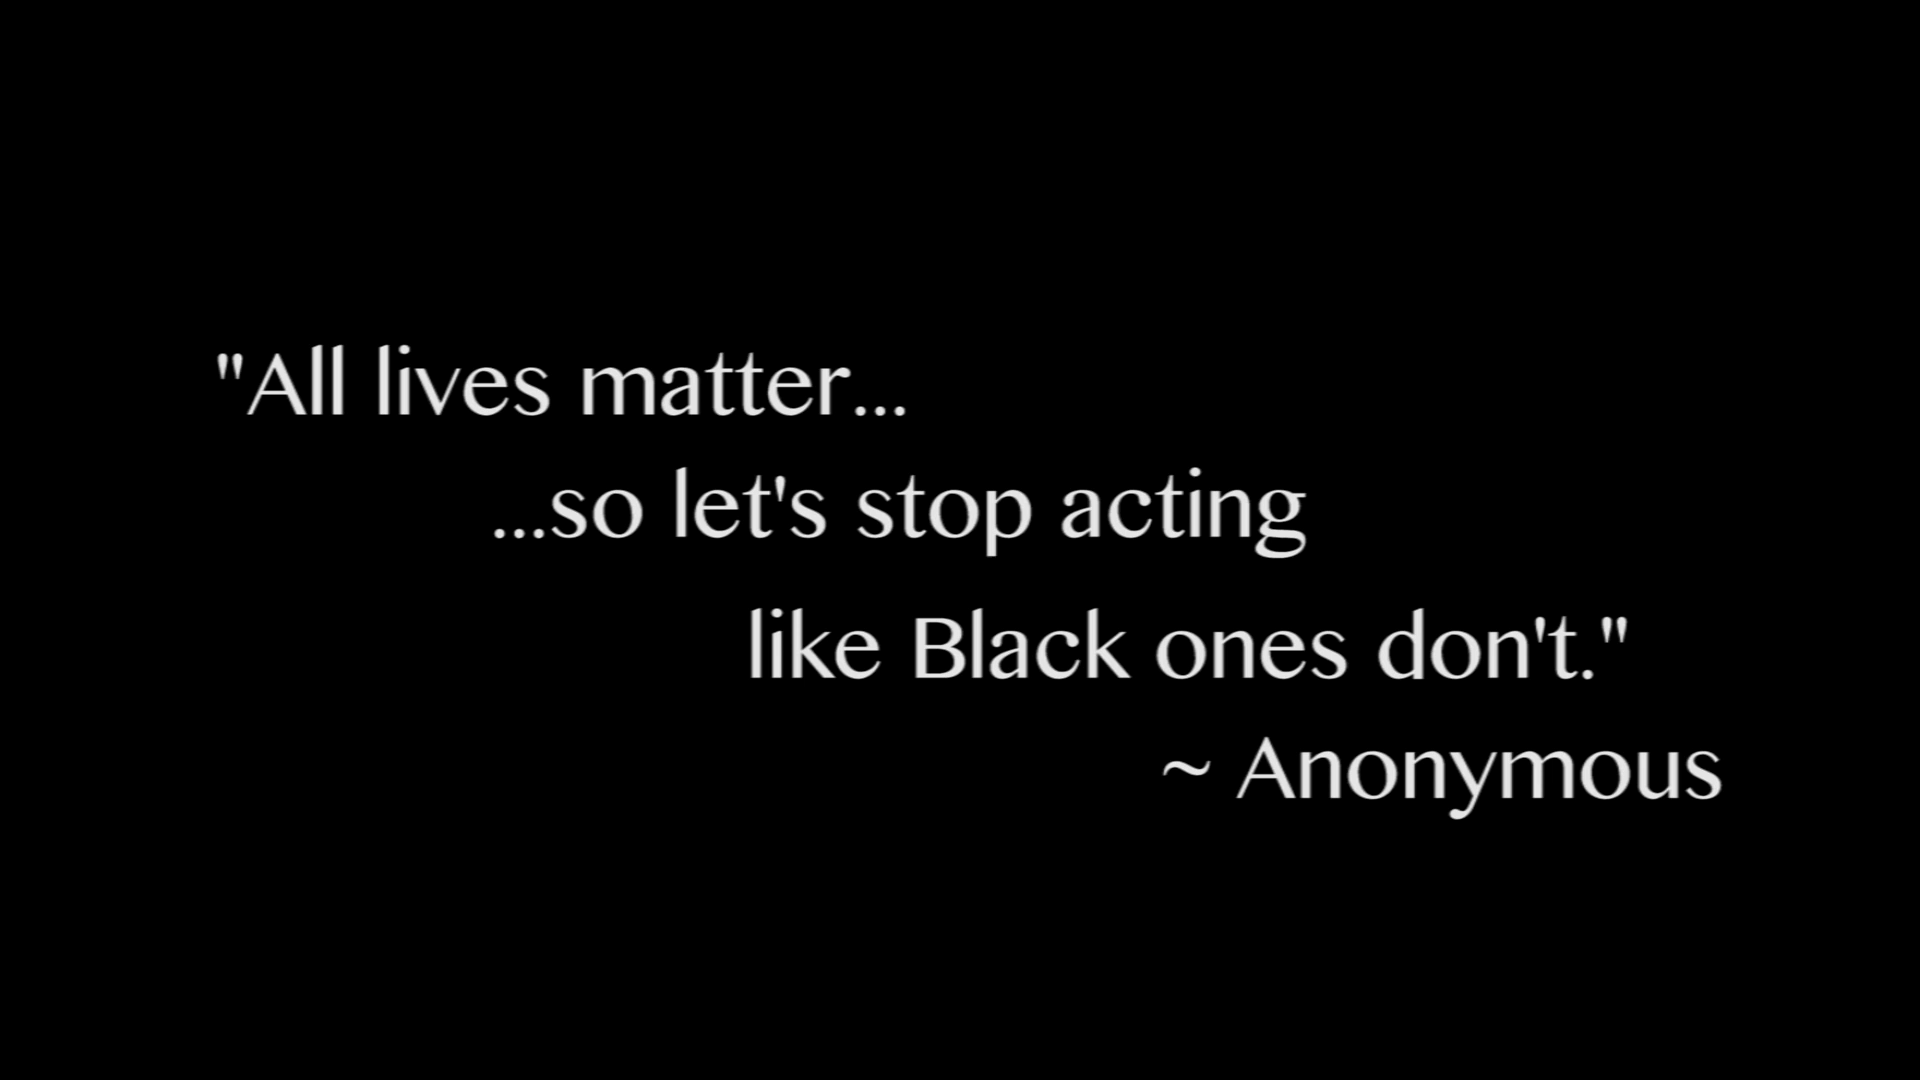 "All lives matter...
...so let's stop acting
like Black ones don't."
~ Anonymous